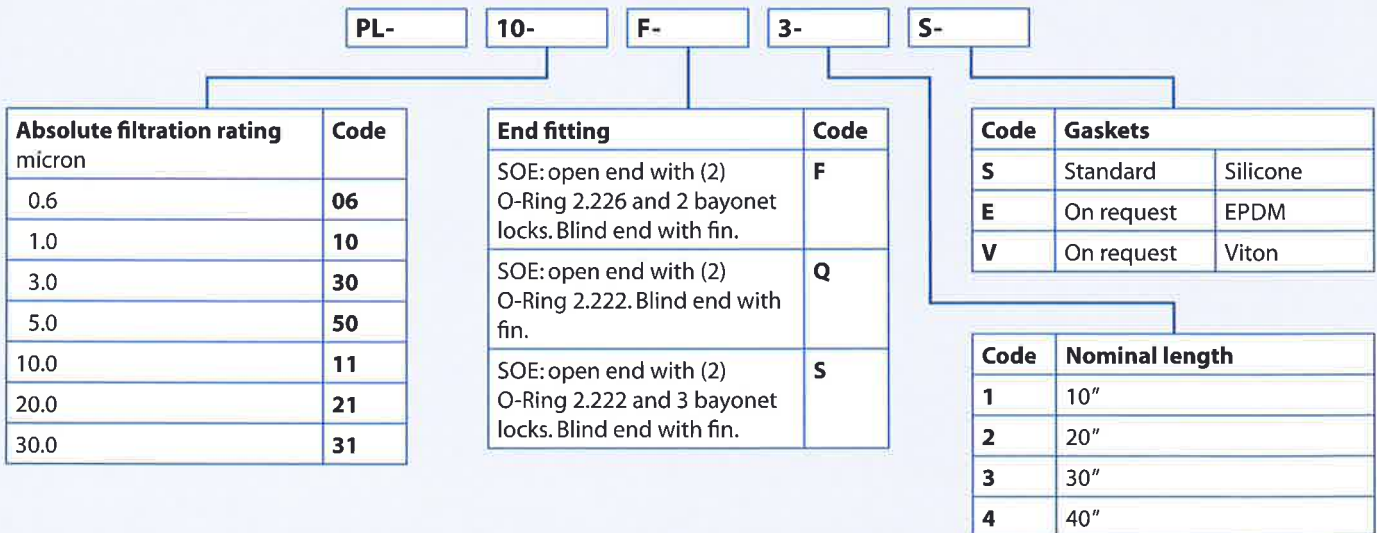 PL- 10- F- 3- S-
Absolute filtration rating Code
micron
0.6 06
1.0 10
3.0 30
5.0 50
10.0 11
20.0 21
30.0 31
End fitting Code
SOE: open end with (2) F
O-Ring 2.226 and 2 bayonet
locks. Blind end with fin.
SOE: open end with (2) Q
O-Ring 2.222. Blind end with
fin.
SOE: open end with (2) S
O-Ring 2.222 and 3 bayonet
locks. Blind end with fin.
Code Gaskets
S Standard Silicone
E On request EPDM
V On request Viton
Code Nominal length
1 10"
2 20"
3 30"
4 40"